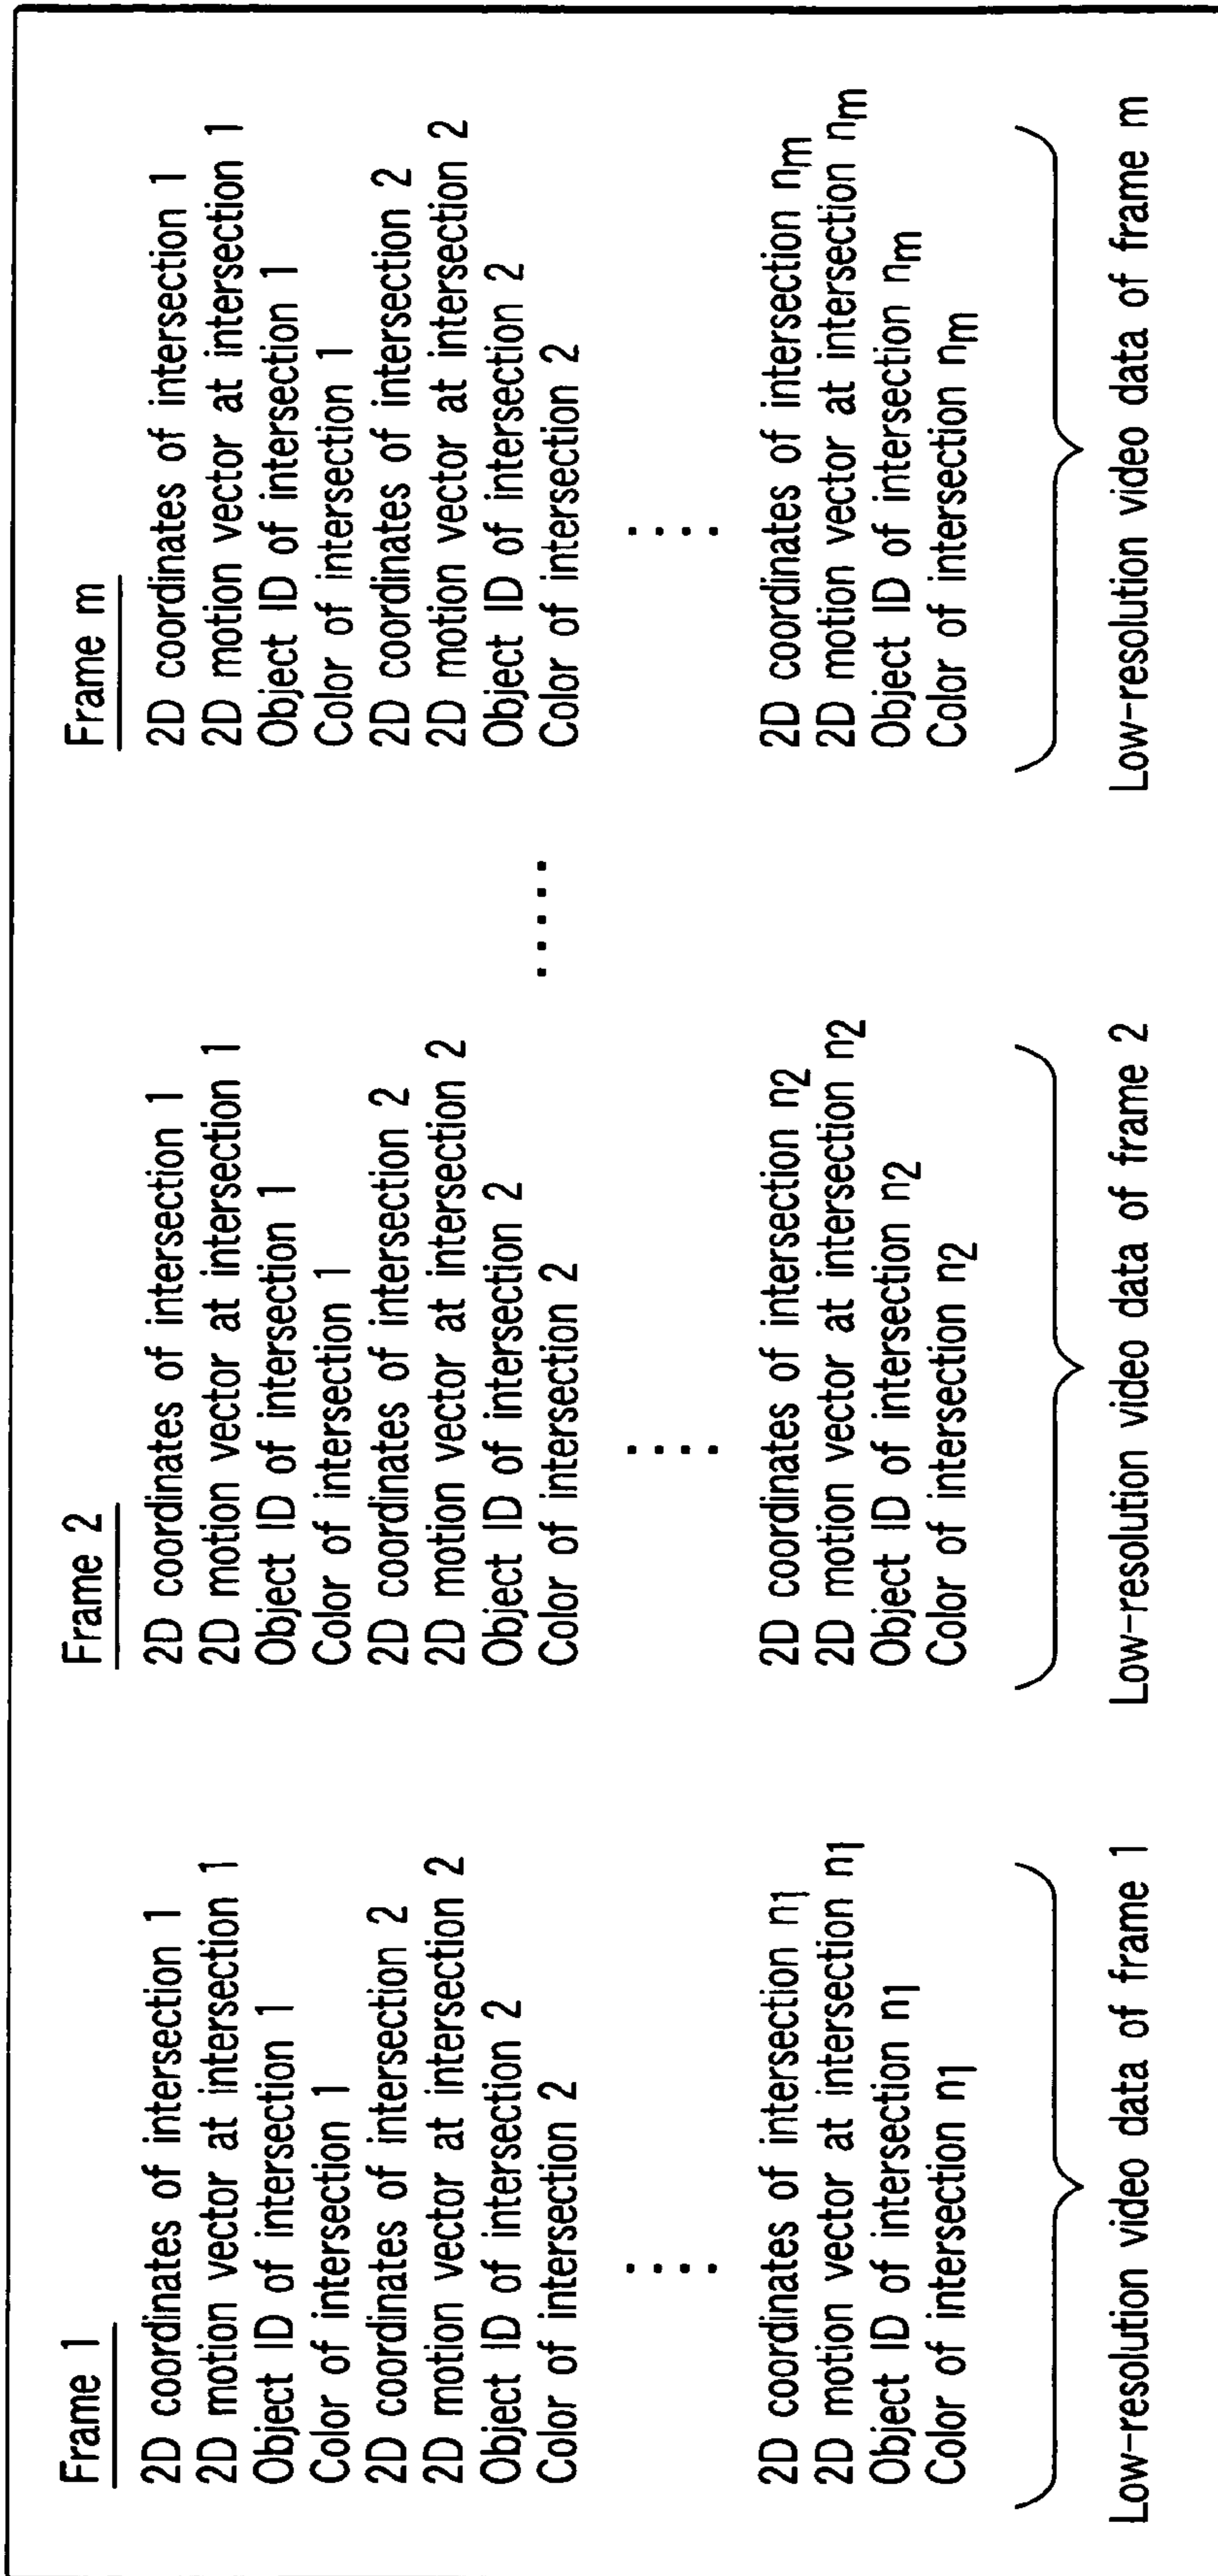 Frame 1
2D coordinates of intersection 1
2D motion vector at intersection 1
Object ID of intersection 1
Color of intersection 1
2D coordinates of intersection 2
2D motion vector at intersection 2
Object ID of intersection 2
Color of intersection 2
....
2D coordinates of intersection n1
2D motion vector at intersection n1
Object ID of intersection n1
Color of intersection n1
Low-resolution video data of frame 1
Frame 2
2D coordinates of intersection 1
2D motion vector at intersection 1
Object ID of intersection 1
Color of intersection 1
2D coordinates of intersection 2
2D motion vector at intersection 2
Object ID of intersection 2
Color of intersection 2
....
2D coordinates of intersection n2
2D motion vector at intersection n2
Object ID of intersection n2
Color of intersection n2
Low-resolution video data of frame 2
.....
Frame m
2D coordinates of intersection 1
2D motion vector at intersection 1
Object ID of intersection 1
Color of intersection 1
2D coordinates of intersection 2
2D motion vector at intersection 2
Object ID of intersection 2
Color of intersection 2
....
2D coordinates of intersection nm
2D motion vector at intersection nm
Object ID of intersection nm
Color of intersection nm
Low-resolution video data of frame m